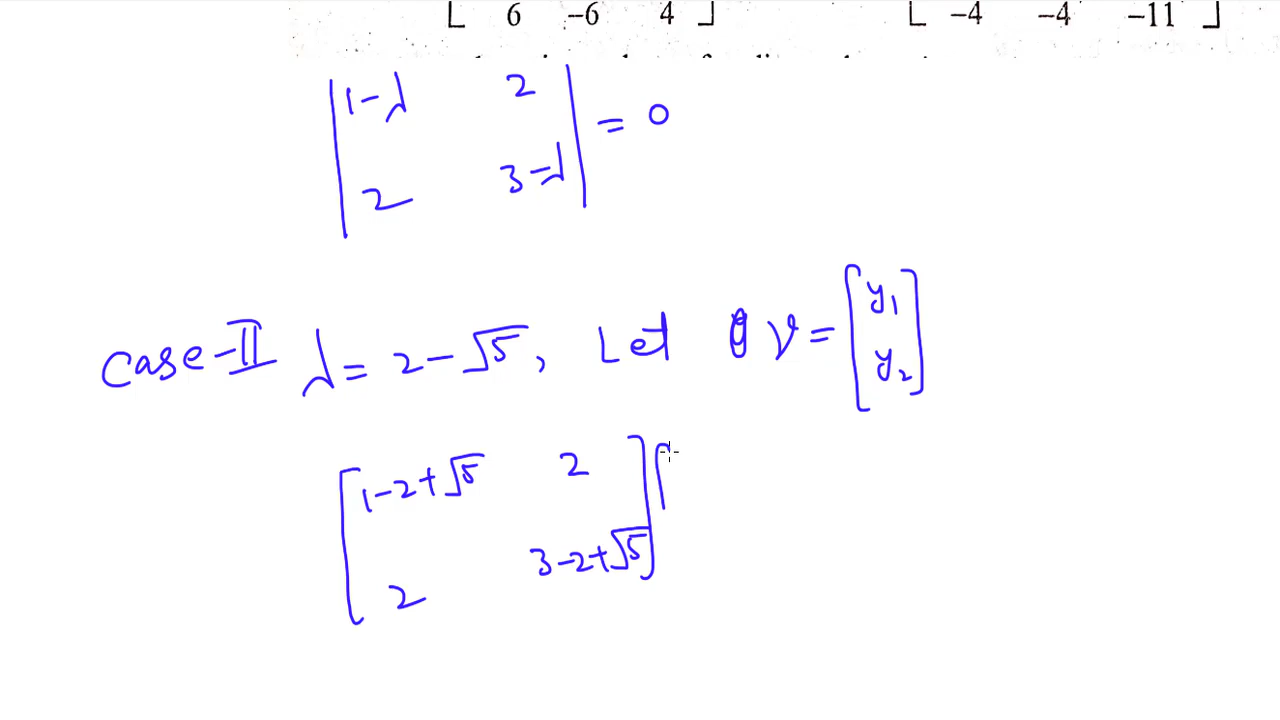 6 -6 4 -4 -4 -11
1-λ 2
= 0
2 3-λ
Case-II λ = 2-√5, Let v = [y₁
y₂]
[1-2+√5 2] [
2 3-2+√5]